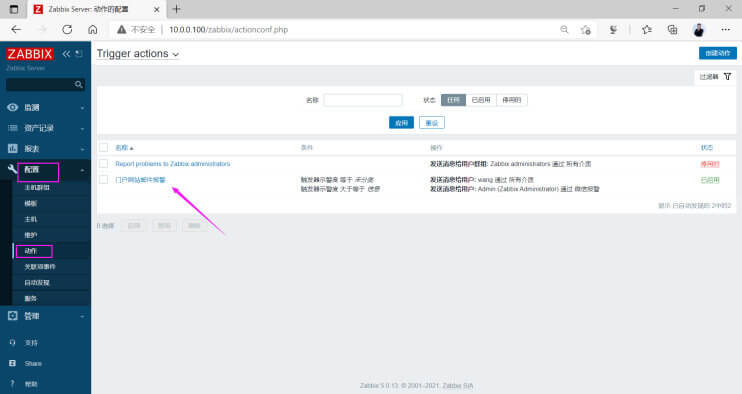 Zabbix Server: 动作的配置
不安全
10.0.0.100/zabbix/actionconf.php
ZABBIX
Zabbix Server
Trigger actions
创建动作
过滤器
监测
资产记录
报表
配置
主机群组
模板
主机
维护
动作
关联项事件
自动发现
服务
管理
支持
Share
帮助
名称
状态 任何 已启用 停用的
应用 重设
名称 条件 操作 状态
Report problems to Zabbix administrators 发送消息给用户群组: Zabbix administrators 通过 所有介质 停用的
门户网站邮件报警 触发器示警度 等于 未分类 发送消息给用户: wang 通过 所有介质 已启用
触发器示警度 大于等于 信息 发送消息给用户: Admin (Zabbix Administrator) 通过 微信报警
显示 已自动发现的 2中的2
0 选择 启用 禁用 删除
Zabbix 5.0.13. © 2001–2021, Zabbix SIA